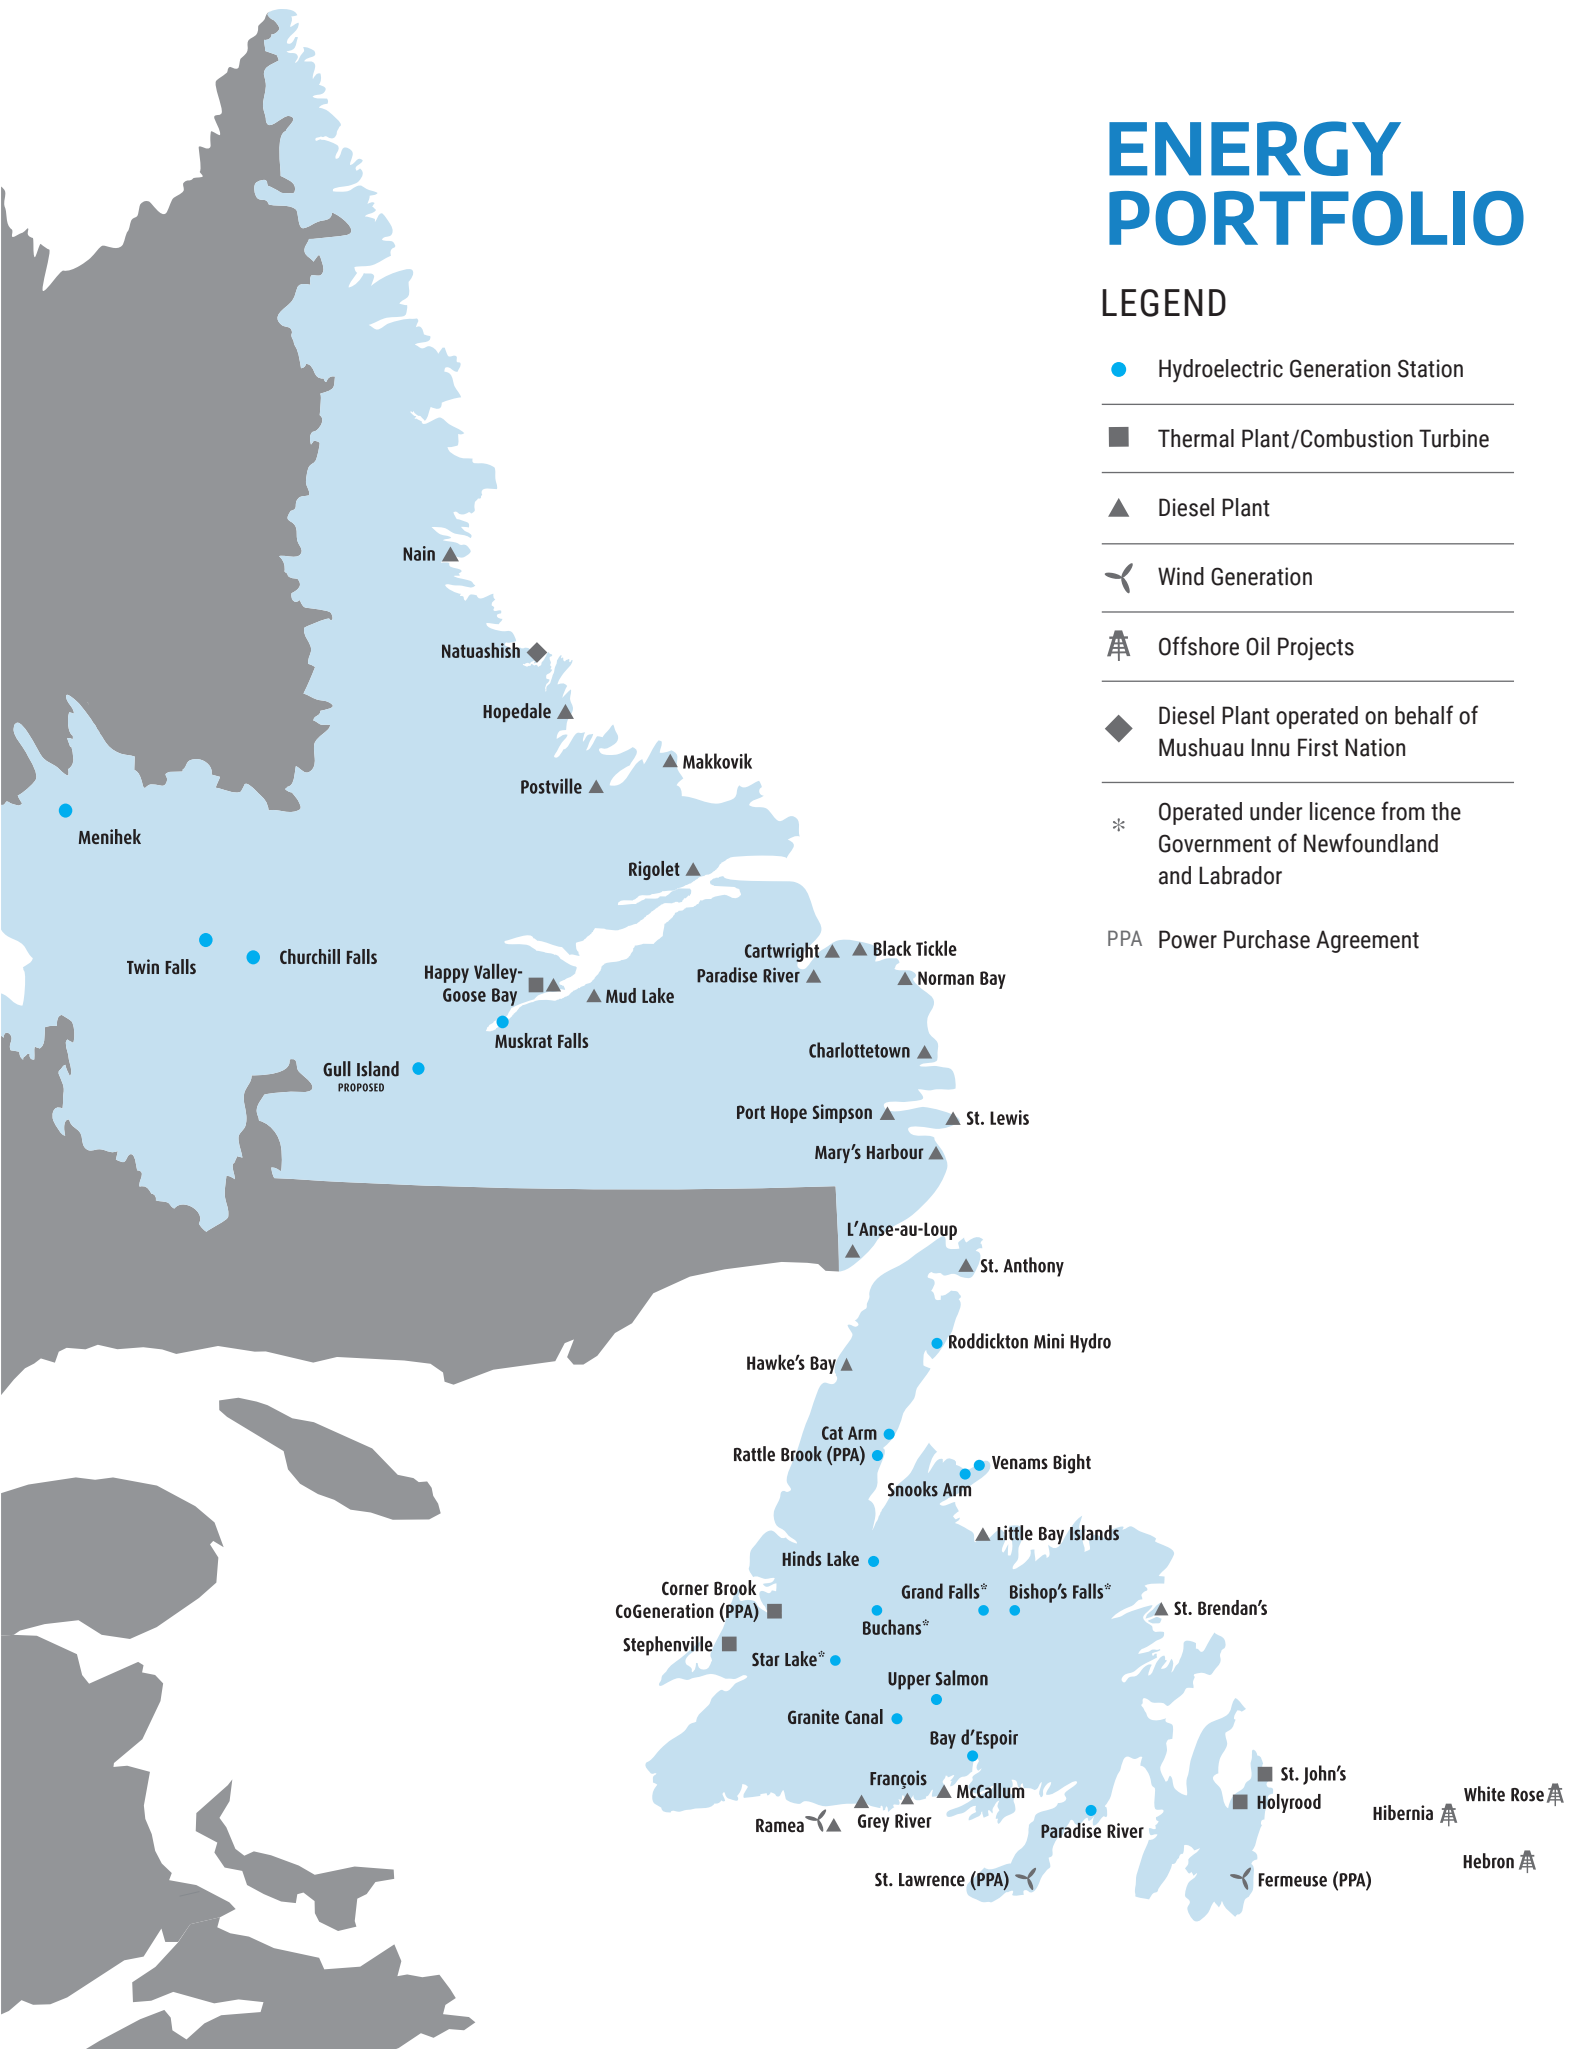 ENERGY
PORTFOLIO
LEGEND
Hydroelectric Generation Station
Thermal Plant/Combustion Turbine
Diesel Plant
Wind Generation
Offshore Oil Projects
Diesel Plant operated on behalf of
Mushuau Innu First Nation
* Operated under licence from the
Government of Newfoundland
and Labrador
PPA Power Purchase Agreement
Nain
Natuashish
Hopedale
Makkovik
Postville
Menihek
Rigolet
Twin Falls
Churchill Falls
Happy Valley-
Goose Bay
Mud Lake
Muskrat Falls
Gull Island
PROPOSED
Cartwright
Black Tickle
Paradise River
Norman Bay
Charlottetown
Port Hope Simpson
St. Lewis
Mary's Harbour
L'Anse-au-Loup
St. Anthony
Roddickton Mini Hydro
Hawke's Bay
Cat Arm
Rattle Brook (PPA)
Venams Bight
Snooks Arm
Little Bay Islands
Hinds Lake
Corner Brook
CoGeneration (PPA)
Grand Falls*
Bishop's Falls*
St. Brendan's
Buchans*
Stephenville
Star Lake*
Upper Salmon
Granite Canal
Bay d'Espoir
François
McCallum
Ramea
Grey River
Paradise River
St. Lawrence (PPA)
St. John's
Holyrood
Fermeuse (PPA)
White Rose
Hibernia
Hebron